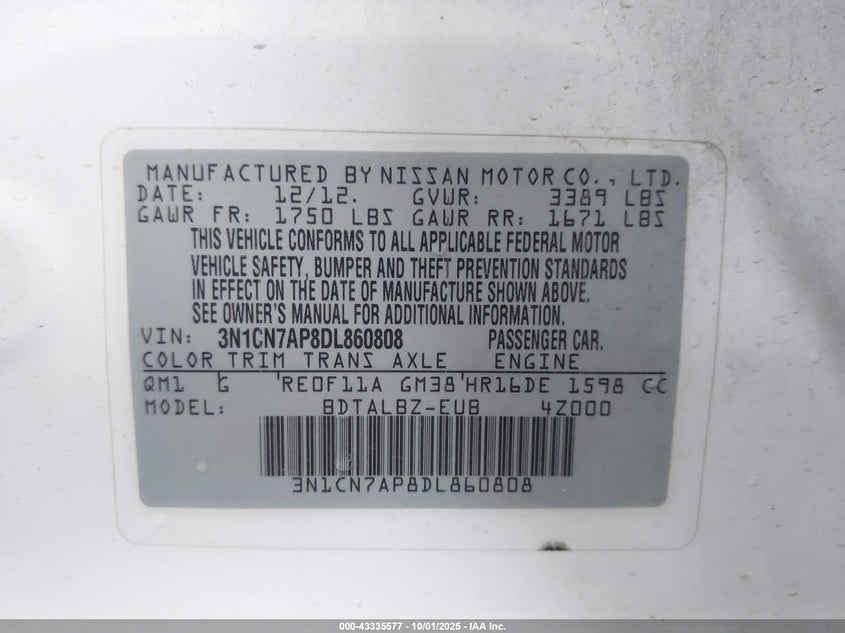 MANUFACTURED BY NISSAN MOTOR CO., LTD.
DATE: 12/12. GVWR: 3389 LBS
GAWR FR: 1750 LBS GAWR RR: 1671 LBS
THIS VEHICLE CONFORMS TO ALL APPLICABLE FEDERAL MOTOR
VEHICLE SAFETY, BUMPER AND THEFT PREVENTION STANDARDS
IN EFFECT ON THE DATE OF MANUFACTURE SHOWN ABOVE.
SEE OWNER'S MANUAL FOR ADDITIONAL INFORMATION.
VIN: 3N1CN7AP8DL860808 PASSENGER CAR.
COLOR TRIM TRANS AXLE ENGINE
QM1 G RE0F11A GM38 HR16DE 1598 CC
MODEL: BDTALBZ-EUB 4Z000
3N1CN7AP8DL860808
000-43335577 - 10/01/2025 - IAA Inc.